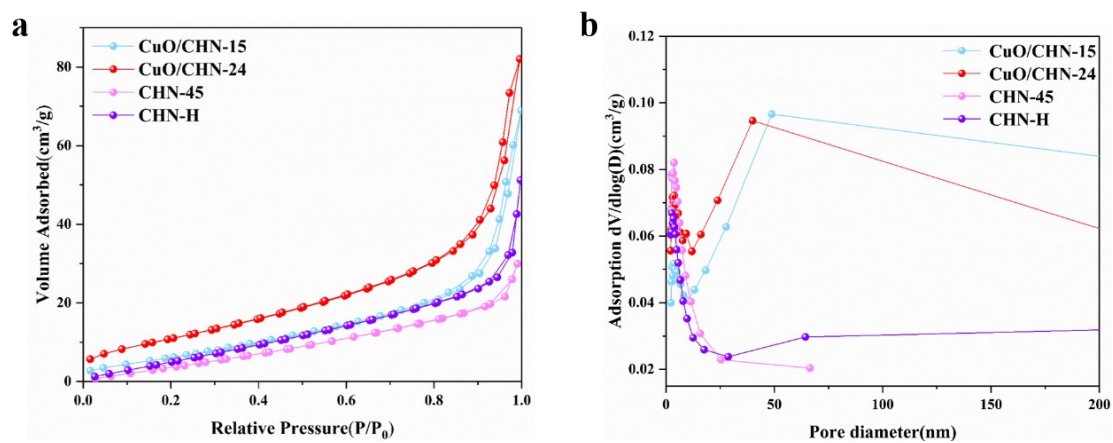 a
CuO/CHN-15
CuO/CHN-24
CHN-45
CHN-H
Volume Adsorbed(cm³/g)
80
60
40
20
0
0.0 0.2 0.4 0.6 0.8 1.0
Relative Pressure(P/P₀)
b
CuO/CHN-15
CuO/CHN-24
CHN-45
CHN-H
Adsorption dV/dlog(D)(cm³/g)
0.12
0.10
0.08
0.06
0.04
0.02
0 50 100 150 200
Pore diameter(nm)